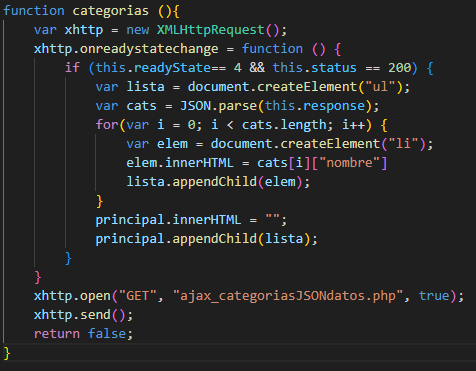 function categorias (){
    var xhttp = new XMLHttpRequest();
    xhttp.onreadystatechange = function () {
        if (this.readyState== 4 && this.status == 200) {
            var lista = document.createElement("ul");
            var cats = JSON.parse(this.response);
            for(var i = 0; i < cats.length; i++) {
                var elem = document.createElement("li");
                elem.innerHTML = cats[i]["nombre"]
                lista.appendChild(elem);
            }
            principal.innerHTML = "";
            principal.appendChild(lista);
        }
    }
    xhttp.open("GET", "ajax_categoriasJSONdatos.php", true);
    xhttp.send();
    return false;
}